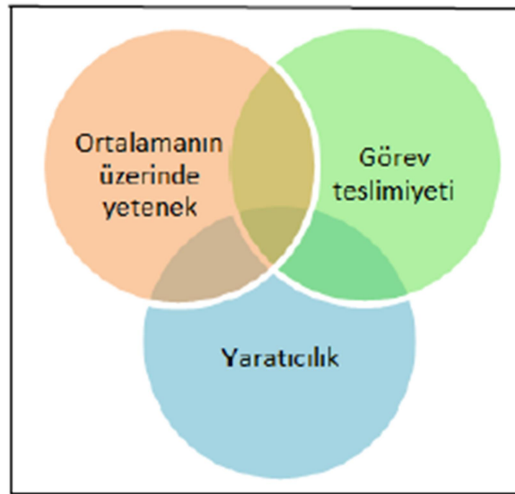 Ortalamanın
üzerinde
yetenek
Görev
teslimiyeti
Yaratıcılık